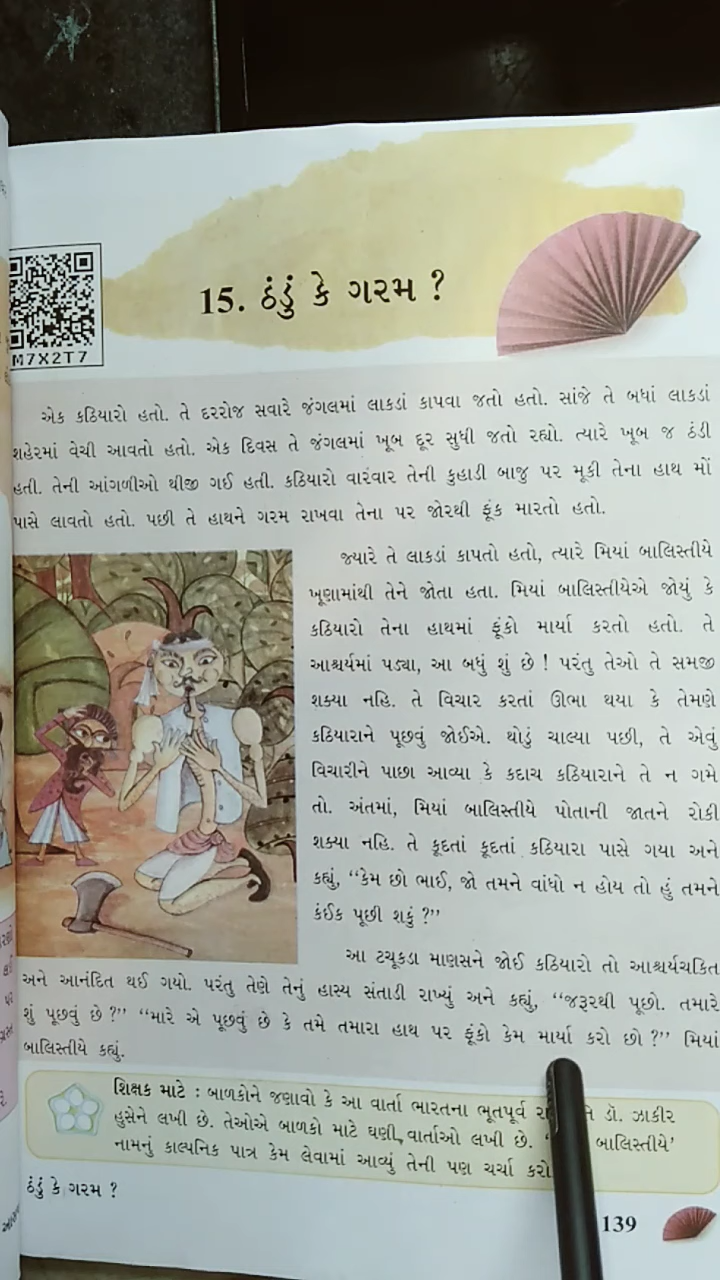 M7X2T7
15. ઠંડું કે ગરમ ?
એક કઠિયારો હતો. તે દરરોજ સવારે જંગલમાં લાકડાં કાપવા જતો હતો. સાંજે તે બધાં લાકડાં
શહેરમાં વેચી આવતો હતો. એક દિવસ તે જંગલમાં ખૂબ દૂર સુધી જતો રહ્યો. ત્યારે ખૂબ જ ઠંડી
હતી. તેની આંગળીઓ થીજી ગઈ હતી. કઠિયારો વારંવાર તેની કુહાડી બાજુ પર મૂકી તેના હાથ મોં
પાસે લાવતો હતો. પછી તે હાથને ગરમ રાખવા તેના પર જોરથી ફૂંક મારતો હતો.
જ્યારે તે લાકડાં કાપતો હતો, ત્યારે મિયાં બાલિસ્તીયે
ખૂણામાંથી તેને જોતા હતા. મિયાં બાલિસ્તીયેએ જોયું કે
કઠિયારો તેના હાથમાં ફૂંકો માર્યા કરતો હતો. તે
આશ્ચર્યમાં પડ્યા, આ બધું શું છે ! પરંતુ તેઓ તે સમજી
શક્યા નહિ. તે વિચાર કરતાં ઊભા થયા કે તેમણે
કઠિયારાને પૂછવું જોઈએ. થોડું ચાલ્યા પછી, તે એવું
વિચારીને પાછા આવ્યા કે કદાચ કઠિયારાને તે ન ગમે
તો. અંતમાં, મિયાં બાલિસ્તીયે પોતાની જાતને રોકી
શક્યા નહિ. તે કૂદતાં કૂદતાં કઠિયારા પાસે ગયા અને
કહ્યું, “કેમ છો ભાઈ, જો તમને વાંધો ન હોય તો હું તમને
કંઈક પૂછી શકું ?”
આ ટચૂકડા માણસને જોઈ કઠિયારો તો આશ્ચર્યચકિત
અને આનંદિત થઈ ગયો. પરંતુ તેણે તેનું હાસ્ય સંતાડી રાખ્યું અને કહ્યું, “જરૂરથી પૂછો. તમારે
શું પૂછવું છે ?” “મારે એ પૂછવું છે કે તમે તમારા હાથ પર ફૂંકો કેમ માર્યા કરો છો ?” મિયાં
બાલિસ્તીયે કહ્યું.
શિક્ષક માટે : બાળકોને જણાવો કે આ વાર્તા ભારતના ભૂતપૂર્વ ડૉ. ઝાકીર
હુસેને લખી છે. તેઓએ બાળકો માટે ઘણી વાર્તાઓ લખી છે. ‘ બાલિસ્તીયે’
નામનું કાલ્પનિક પાત્ર કેમ લેવામાં આવ્યું તેની પણ ચર્ચા કરો
ઠંડું કે ગરમ ?
139